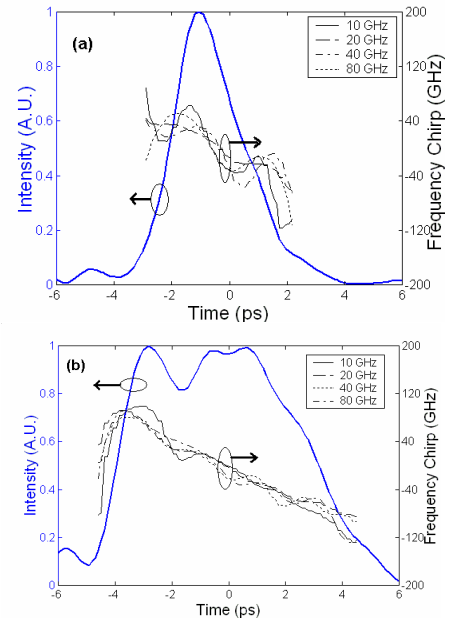 (a)
10 GHz
20 GHz
40 GHz
80 GHz
Intensity (A.U.)
1
0.8
0.6
0.4
0.2
0
200
120
40
-40
-120
-200
Frequency Chirp (GHz)
-6 -4 -2 0 2 4 6
Time (ps)
(b)
10 GHz
20 GHz
40 GHz
80 GHz
Intensity (A.U.)
1
0.8
0.6
0.4
0.2
0
200
120
40
-40
-120
-200
Frequency Chirp (GHz)
-6 -4 -2 0 2 4 6
Time (ps)